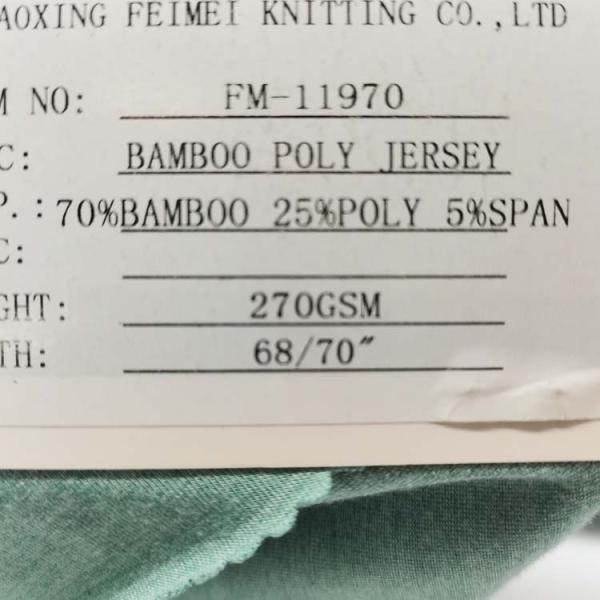 AOXING FEIMEI KNITTING CO.,LTD
M NO: FM-11970
C: BAMBOO POLY JERSEY
P.: 70%BAMBOO 25%POLY 5%SPAN
C:
GHT: 270GSM
TH: 68/70″